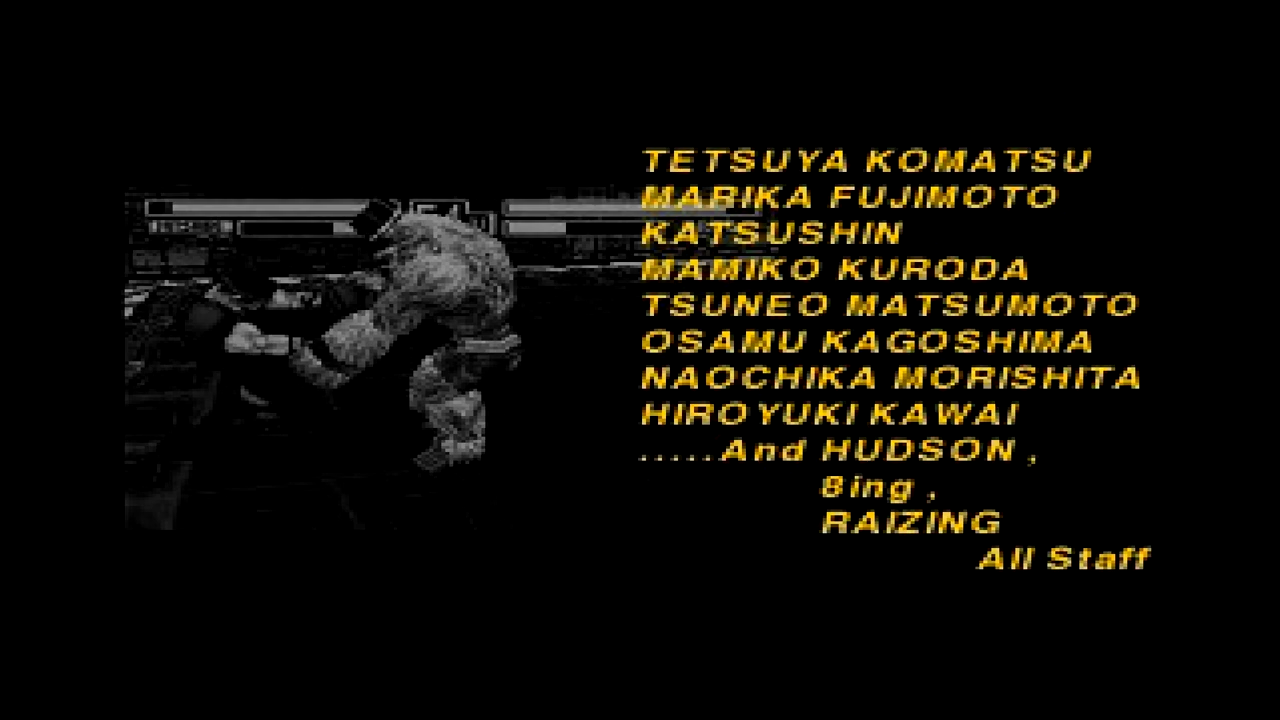 TETSUYA KOMATSU
MARIKA FUJIMOTO
KATSUSHIN
MAMIKO KURODA
TSUNEO MATSUMOTO
OSAMU KAGOSHIMA
NAOCHIKA MORISHITA
HIROYUKI KAWAI
.....And HUDSON ,
8ing ,
RAIZING
All Staff